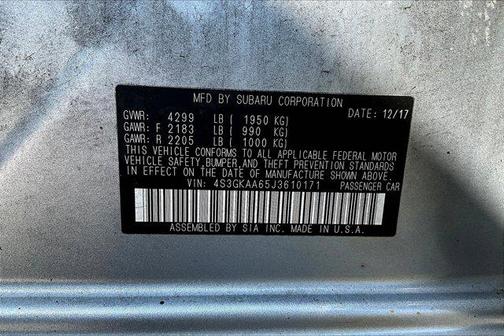 MFD BY SUBARU CORPORATION
GVWR: 4299 LB ( 1950 KG) DATE: 12/17
GAWR: F 2183 LB ( 990 KG)
GAWR: R 2205 LB ( 1000 KG)
THIS VEHICLE CONFORMS TO ALL APPLICABLE FEDERAL MOTOR
VEHICLE SAFETY, BUMPER, AND THEFT PREVENTION STANDARDS
IN EFFECT ON THE DATE OF MANUFACTURE SHOWN ABOVE.
VIN: 4S3GKAA65J3610171 PASSENGER CAR
ASSEMBLED BY SIA INC. MADE IN U.S.A.